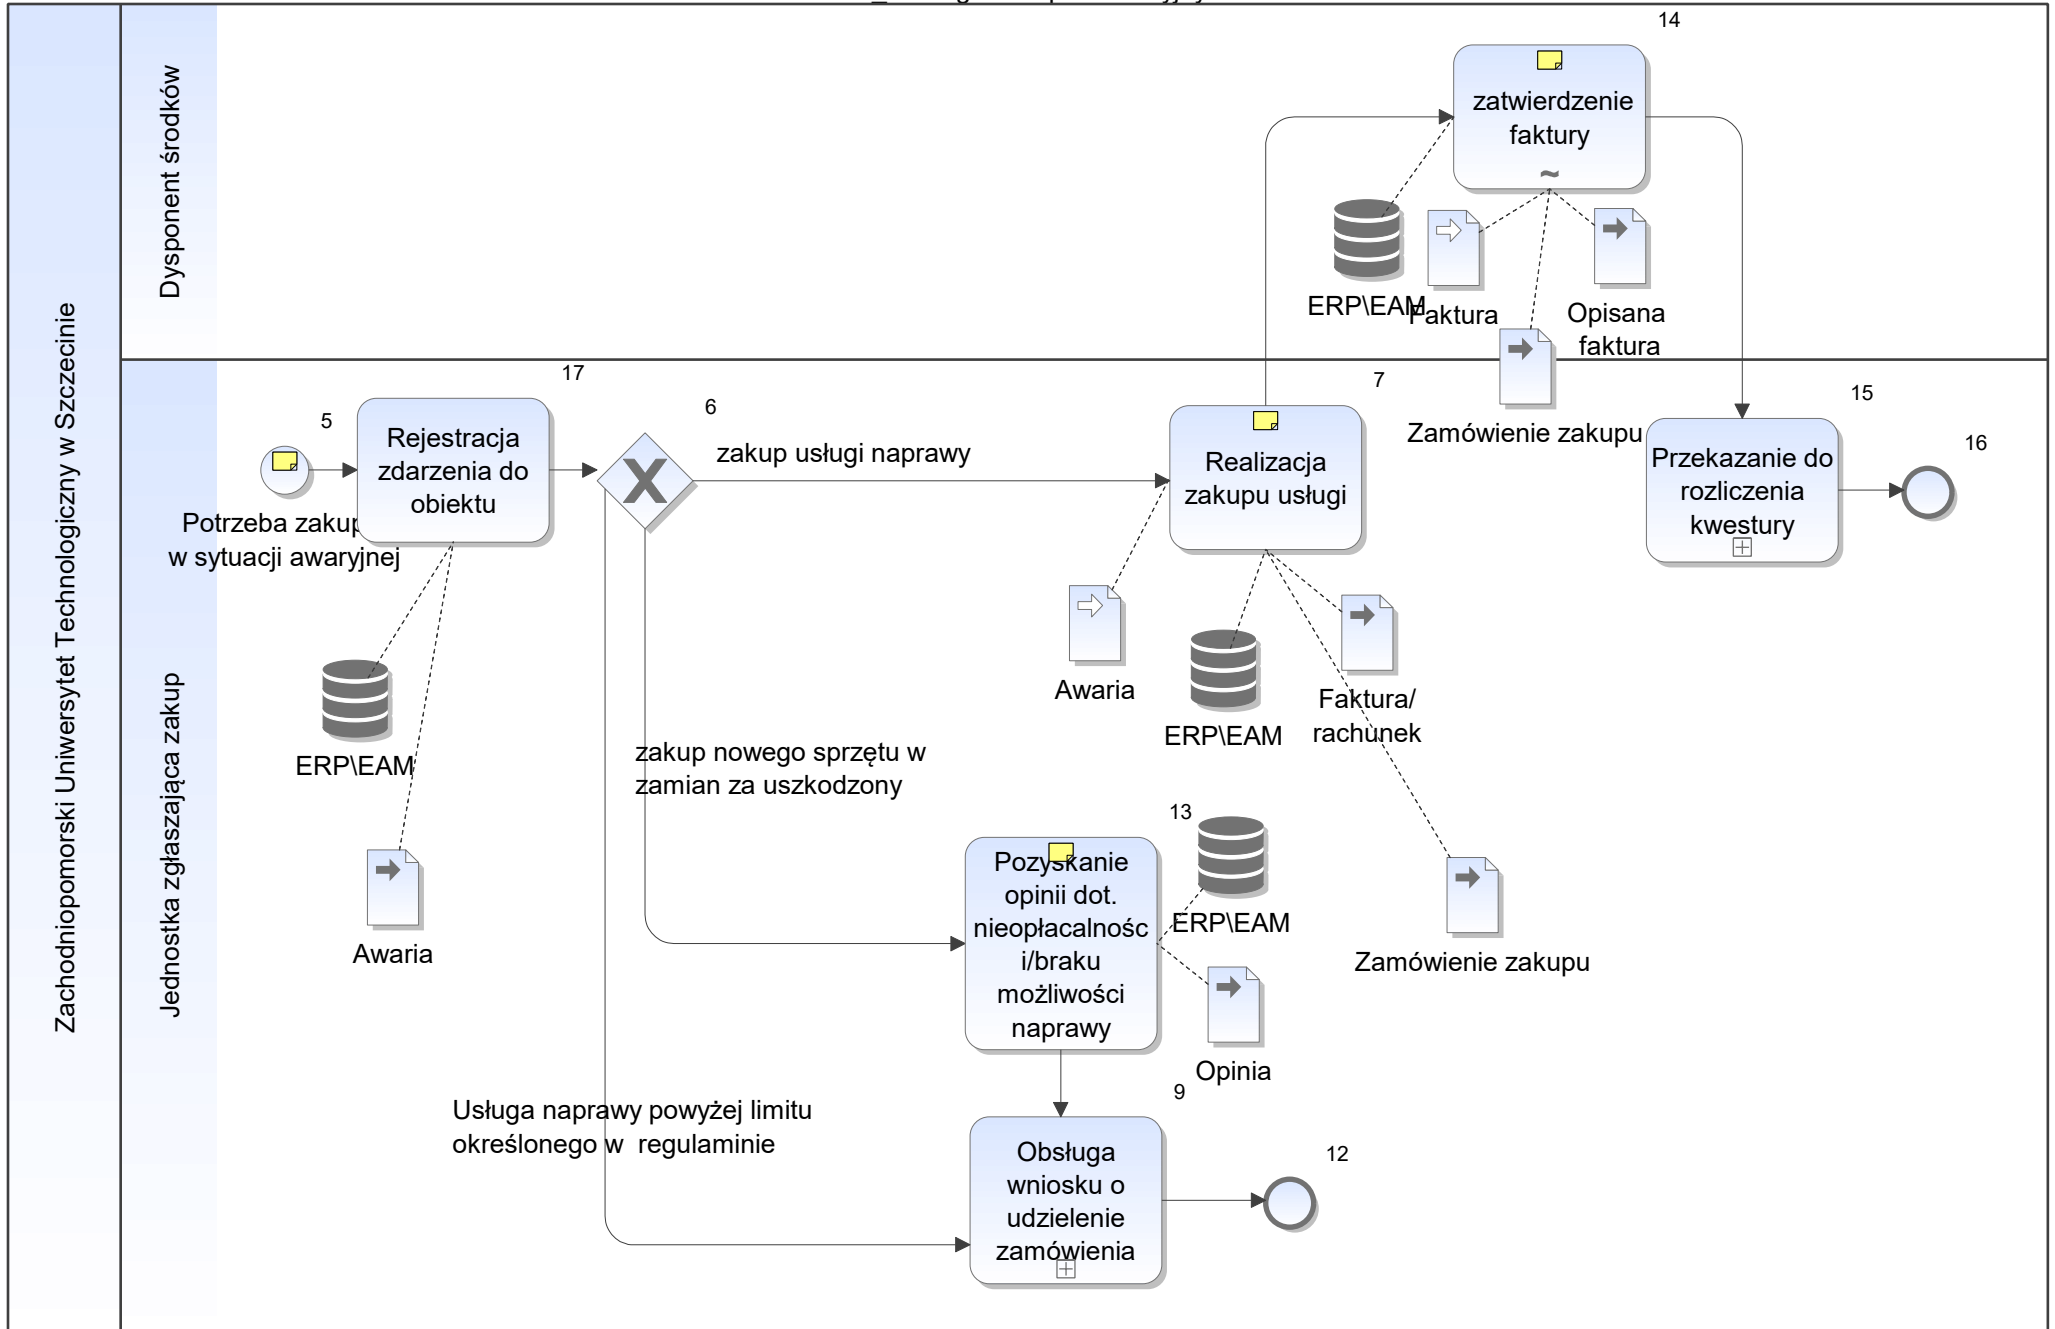 Zachodniopomorski Uniwersytet Technologiczny w Szczecinie
Dysponent środków
14
zatwierdzenie
faktury
~
ERP\EAM
Faktura
Opisana
faktura
Zamówienie zakupu
Jednostka zgłaszająca zakup
5
Potrzeba zakup
w sytuacji awaryjnej
17
Rejestracja
zdarzenia do
obiektu
ERP\EAM
Awaria
6
X
zakup usługi naprawy
zakup nowego sprzętu w
zamian za uszkodzony
Usługa naprawy powyżej limitu
określonego w regulaminie
7
Realizacja
zakupu usługi
Awaria
ERP\EAM
Faktura/
rachunek
Zamówienie zakupu
15
Przekazanie do
rozliczenia
kwestury
16
13
Pozyskanie
opinii dot.
nieopłacalnośc
i/braku
możliwości
naprawy
ERP\EAM
Opinia
9
Obsługa
wniosku o
udzielenie
zamówienia
12